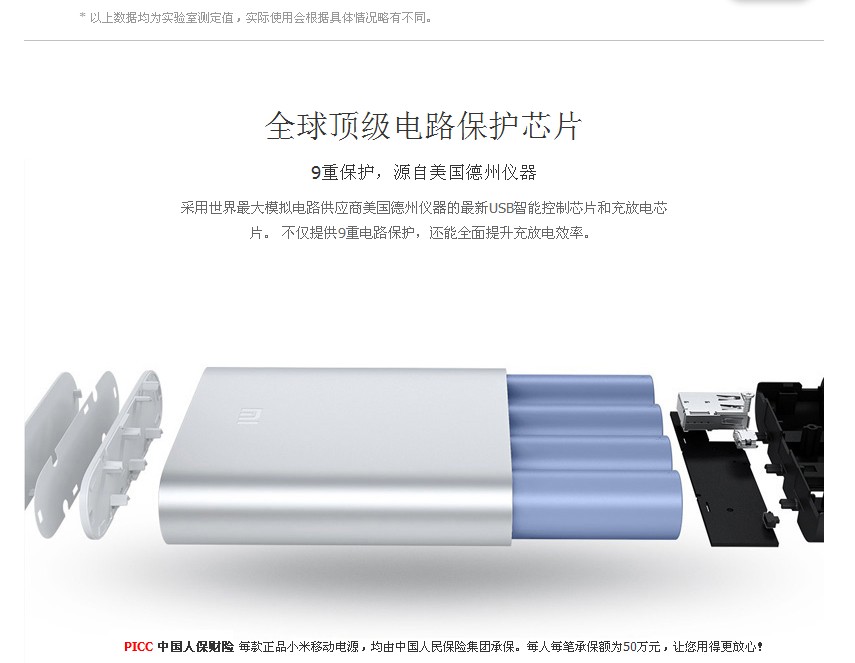 * 以上数据均为实验室测定值，实际使用会根据具体情况略有不同。
全球顶级电路保护芯片
9重保护，源自美国德州仪器
采用世界最大模拟电路供应商美国德州仪器的最新USB智能控制芯片和充放电芯
片。 不仅提供9重电路保护，还能全面提升充放电效率。
mi
PICC 中国人保财险 每款正品小米移动电源，均由中国人民保险集团承保。每人每笔承保额为50万元，让您用得更放心！